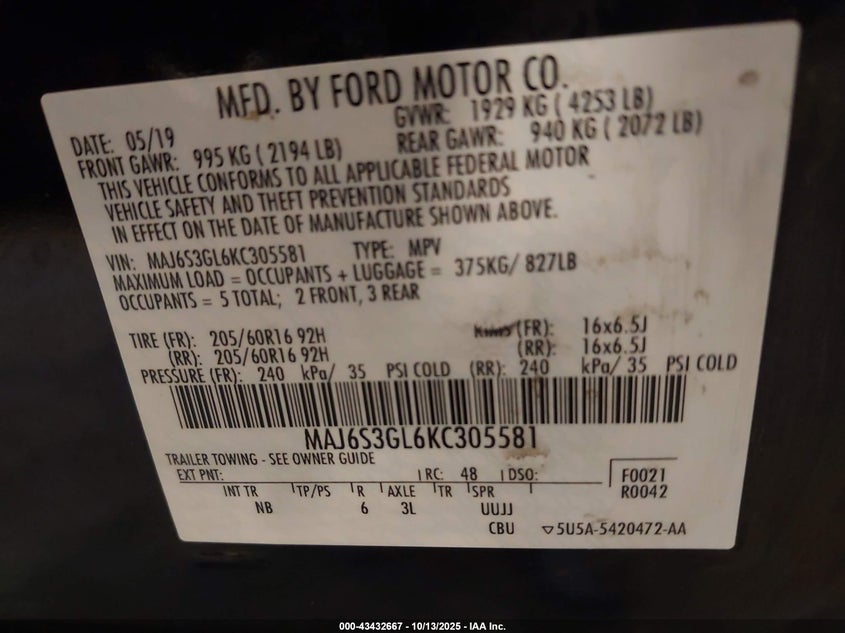 MFD. BY FORD MOTOR CO.
DATE: 05/19 GVWR: 1929 KG ( 4253 LB)
FRONT GAWR: 995 KG ( 2194 LB) REAR GAWR: 940 KG ( 2072 LB)
THIS VEHICLE CONFORMS TO ALL APPLICABLE FEDERAL MOTOR
VEHICLE SAFETY AND THEFT PREVENTION STANDARDS
IN EFFECT ON THE DATE OF MANUFACTURE SHOWN ABOVE.
VIN: MAJ6S3GL6KC305581 TYPE: MPV
MAXIMUM LOAD = OCCUPANTS + LUGGAGE = 375KG/ 827LB
OCCUPANTS = 5 TOTAL; 2 FRONT, 3 REAR
TIRE (FR): 205/60R16 92H RIMS (FR): 16x6.5J
(RR): 205/60R16 92H (RR): 16x6.5J
PRESSURE (FR): 240 kPa/ 35 PSI COLD (RR): 240 kPa/ 35 PSI COLD
MAJ6S3GL6KC305581
TRAILER TOWING - SEE OWNER GUIDE
EXT PNT: RC: 48 DSO: F0021
R0042
INT TR TP/PS R AXLE TR SPR
NB 6 3L UUJJ
CBU ▽5U5A-5420472-AA
000-43432667 - 10/13/2025 - IAA Inc.